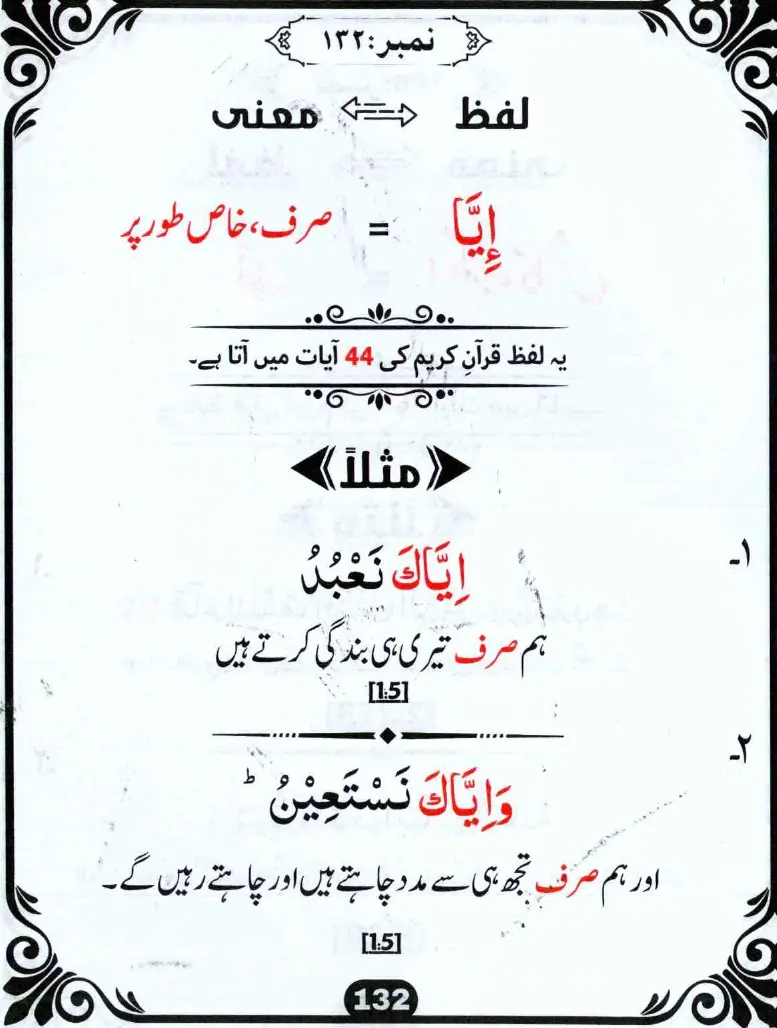 نمبر:۱۳۲
لفظ معنی
إِيَّا = صرف، خاص طور پر
یہ لفظ قرآنِ کریم کی 44 آیات میں آتا ہے۔
مثلاً
۱۔
اِيَّاكَ نَعْبُدُ
ہم صرف تیری ہی بندگی کرتے ہیں
[1:5]
۲۔
وَاِيَّاكَ نَسْتَعِيْنُ ؕ
اور ہم صرف تجھ ہی سے مدد چاہتے ہیں اور چاہتے رہیں گے۔
[1:5]
132